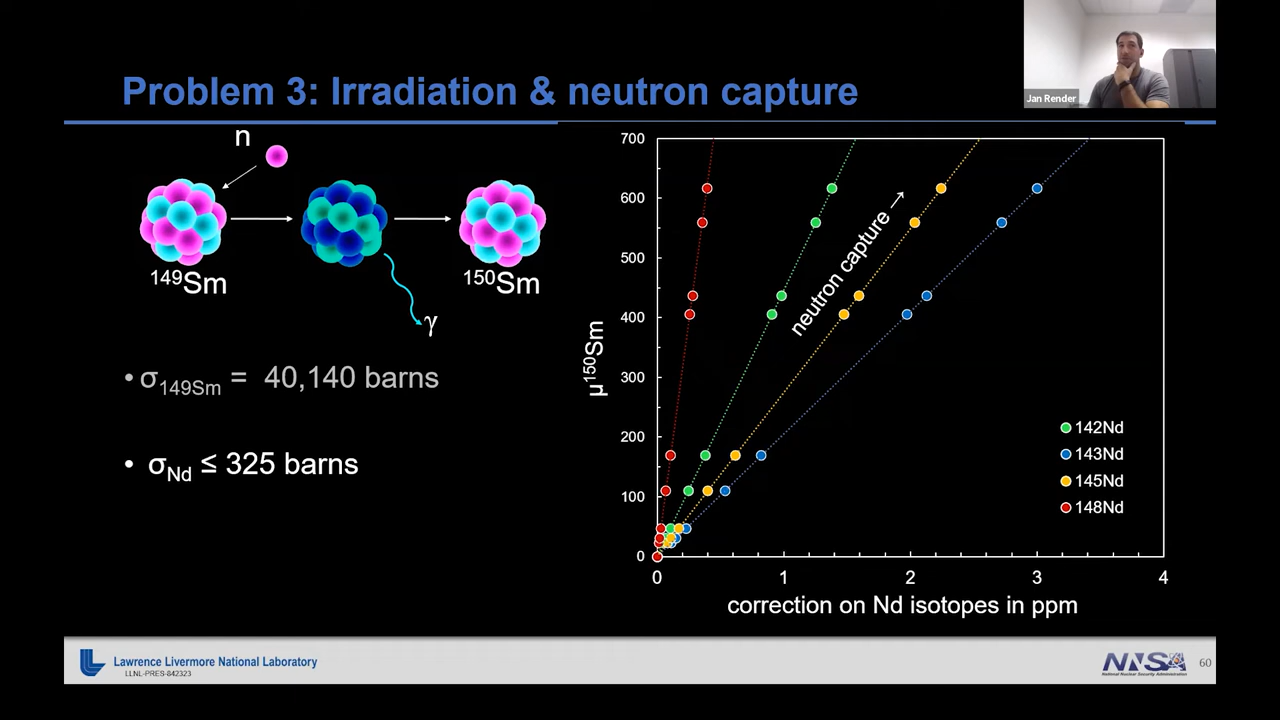 Problem 3: Irradiation & neutron capture
Jan Render
n
149Sm
150Sm
γ
•σ149Sm = 40,140 barns
• σNd ≤ 325 barns
700
600
500
400
300
200
100
0
μ150Sm
neutron capture →
142Nd
143Nd
145Nd
148Nd
0 1 2 3 4
correction on Nd isotopes in ppm
Lawrence Livermore National Laboratory
LLNL-PRES-842323
NNSA
National Nuclear Security Administration
60